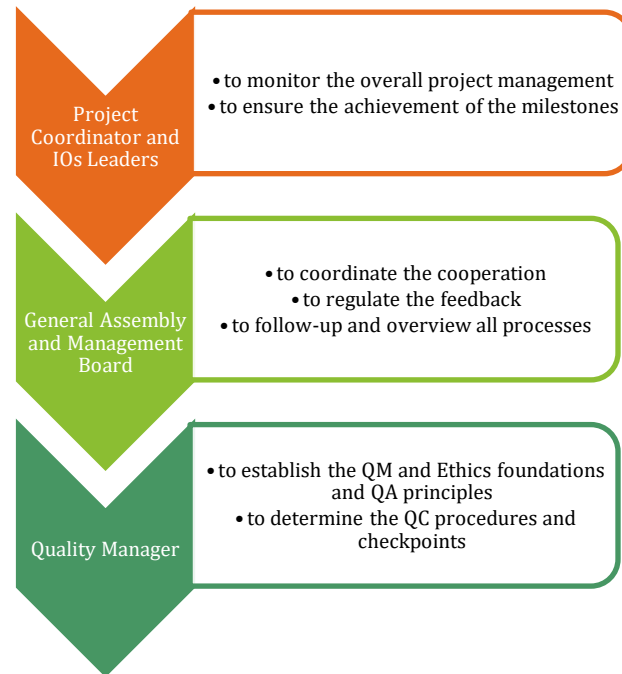 Project
Coordinator and
IOs Leaders
• to monitor the overall project management
• to ensure the achievement of the milestones
General Assembly
and Management
Board
• to coordinate the cooperation
• to regulate the feedback
• to follow-up and overview all processes
Quality Manager
• to establish the QM and Ethics foundations
and QA principles
• to determine the QC procedures and
checkpoints